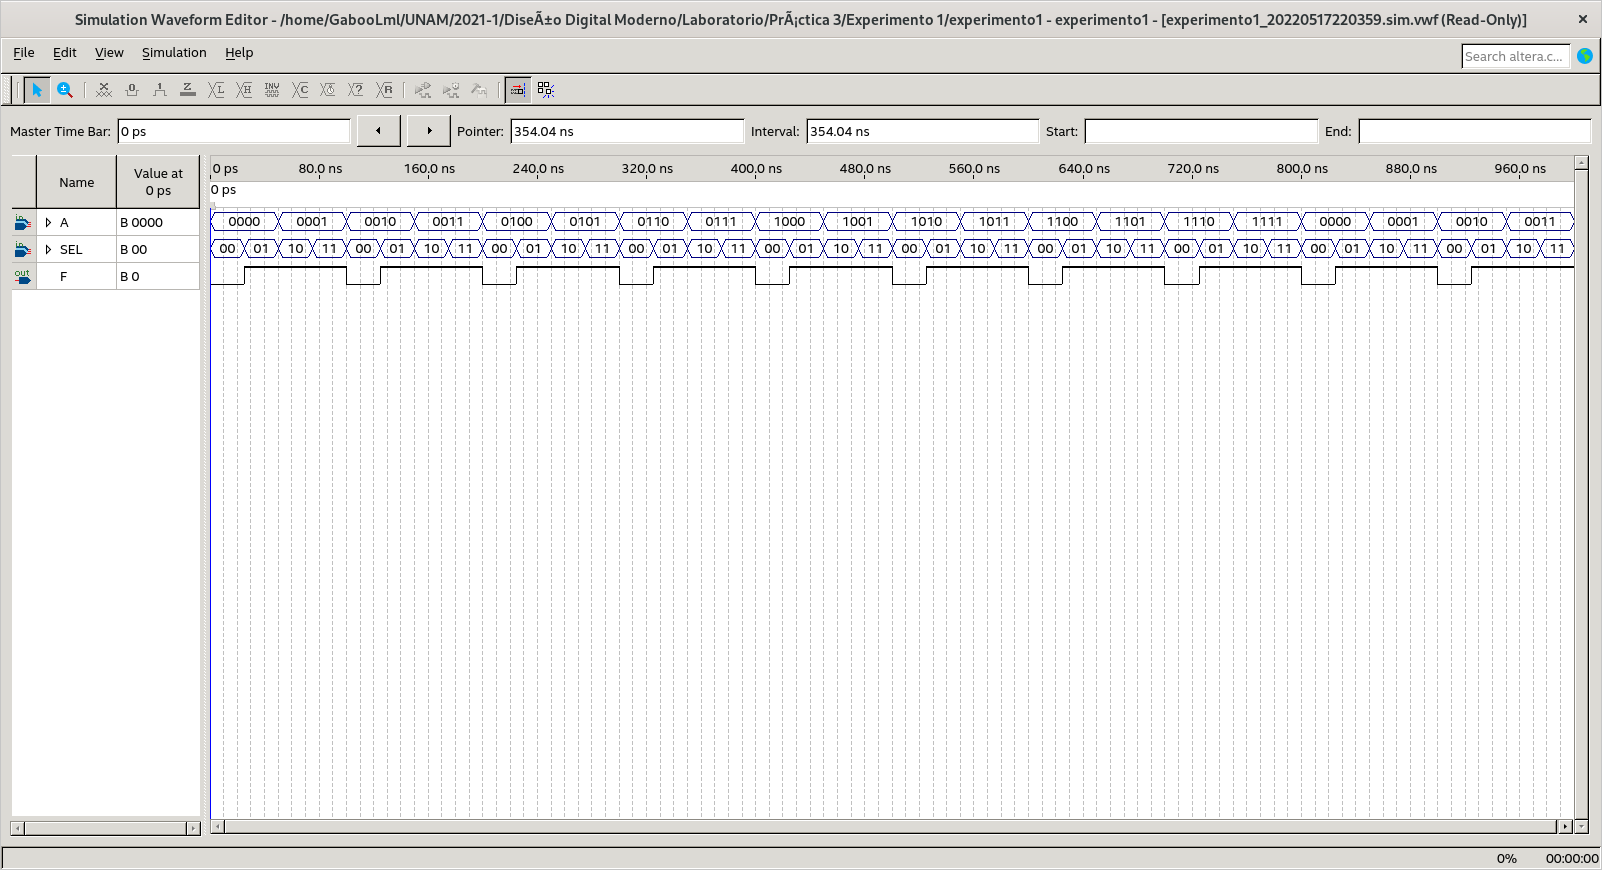 Simulation Waveform Editor - /home/GabooLml/UNAM/2021-1/DiseÃ±o Digital Moderno/Laboratorio/PrÃ¡ctica 3/Experimento 1/experimento1 - experimento1 - [experimento1_20220517220359.sim.vwf (Read-Only)]
File Edit View Simulation Help
Search altera.c...
Master Time Bar: 0 ps Pointer: 354.04 ns Interval: 354.04 ns Start: End:
Name Value at 0 ps
0 ps 80.0 ns 160.0 ns 240.0 ns 320.0 ns 400.0 ns 480.0 ns 560.0 ns 640.0 ns 720.0 ns 800.0 ns 880.0 ns 960.0 ns
0 ps
A B 0000 0000 0001 0010 0011 0100 0101 0110 0111 1000 1001 1010 1011 1100 1101 1110 1111 0000 0001 0010 0011
SEL B 00 00 01 10 11 00 01 10 11 00 01 10 11 00 01 10 11 00 01 10 11 00 01 10 11 00 01 10 11 00 01 10 11 00 01 10 11 00 01 10 11
out F B 0
0% 00:00:00